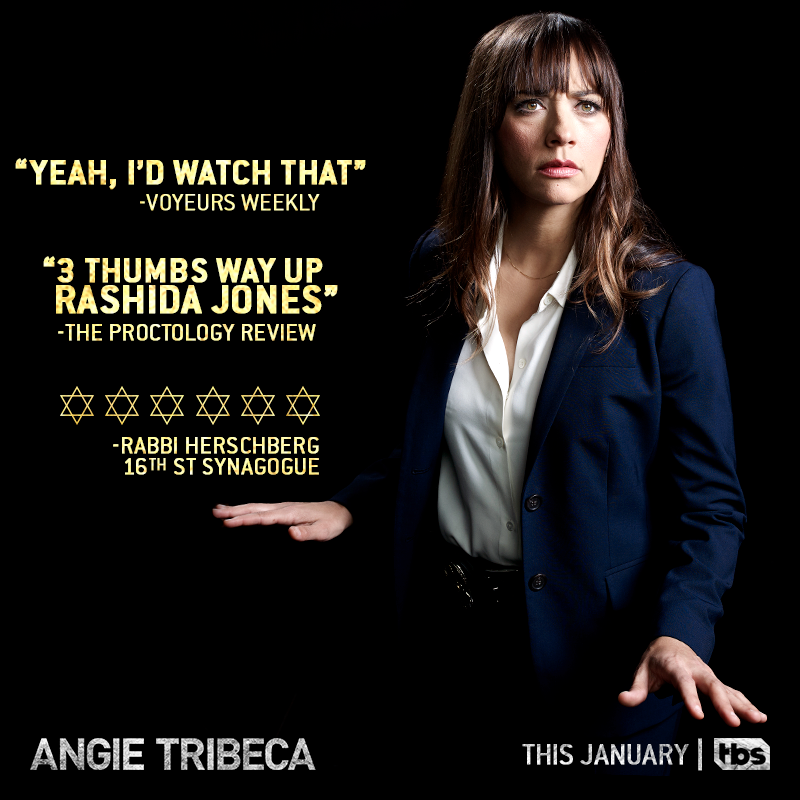 “YEAH, I’D WATCH THAT”
-VOYEURS WEEKLY
“3 THUMBS WAY UP
RASHIDA JONES”
-THE PROCTOLOGY REVIEW
-RABBI HERSCHBERG
16TH ST SYNAGOGUE
ANGIE TRIBECA
THIS JANUARY | tbs